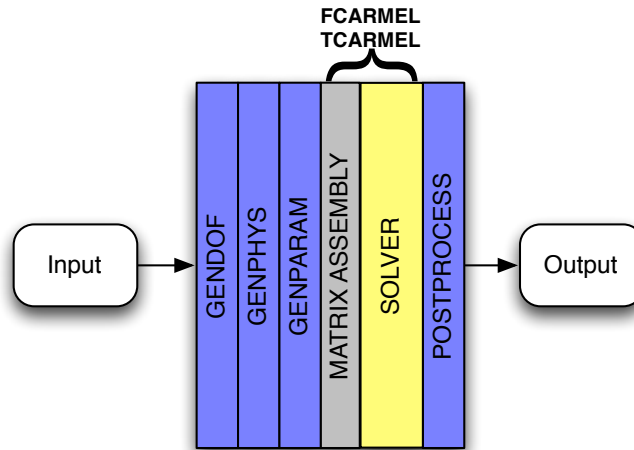 FCARMEL
TCARMEL
Input
GENDOF
GENPHYS
GENPARAM
MATRIX ASSEMBLY
SOLVER
POSTPROCESS
Output